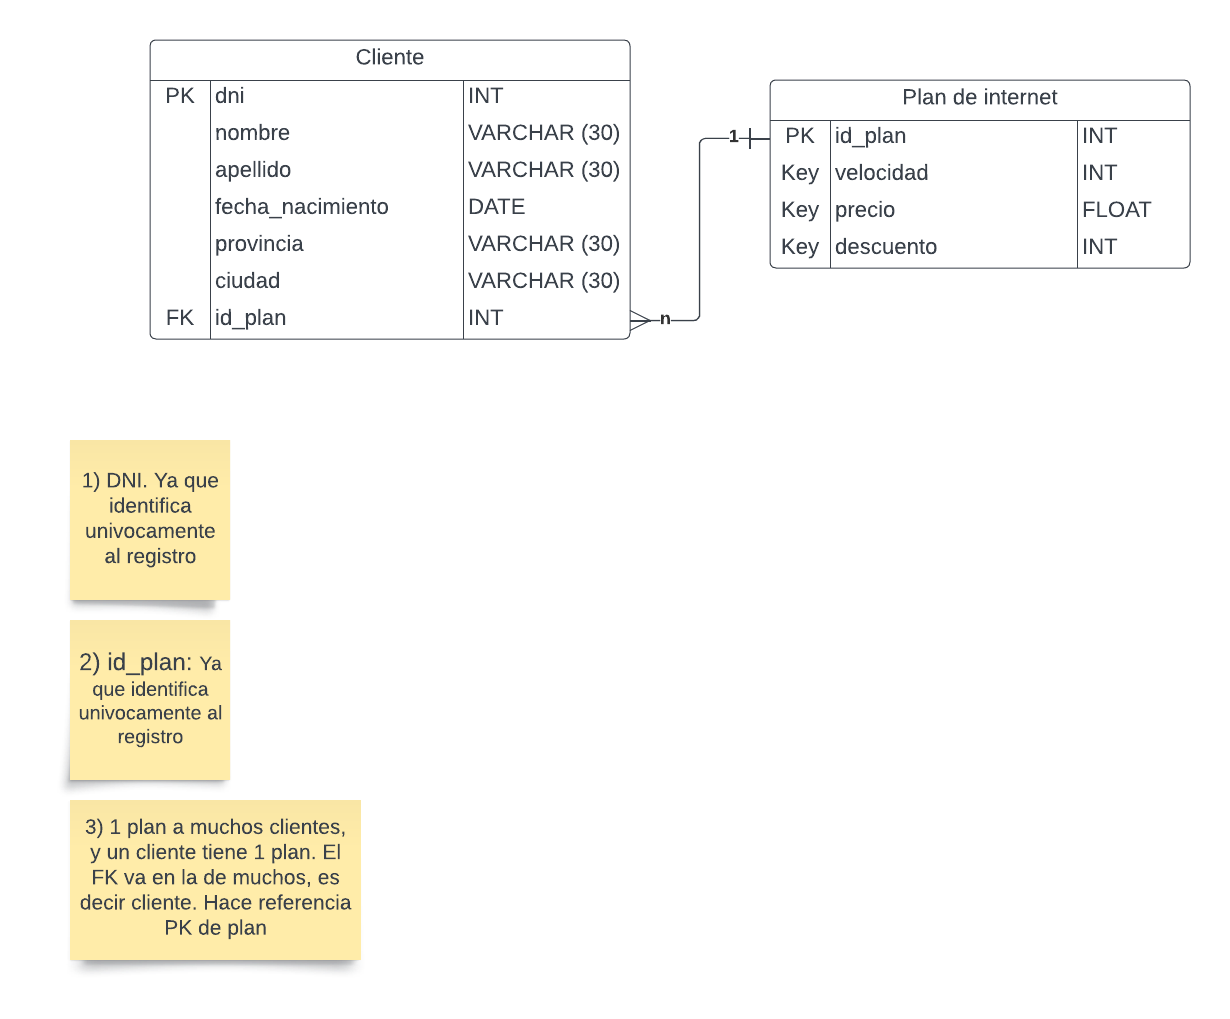 Cliente
PK dni INT
nombre VARCHAR (30)
apellido VARCHAR (30)
fecha_nacimiento DATE
provincia VARCHAR (30)
ciudad VARCHAR (30)
FK id_plan INT
n
1
Plan de internet
PK id_plan INT
Key velocidad INT
Key precio FLOAT
Key descuento INT
1) DNI. Ya que
identifica
univocamente
al registro
2) id_plan: Ya
que identifica
univocamente al
registro
3) 1 plan a muchos clientes,
y un cliente tiene 1 plan. El
FK va en la de muchos, es
decir cliente. Hace referencia
PK de plan